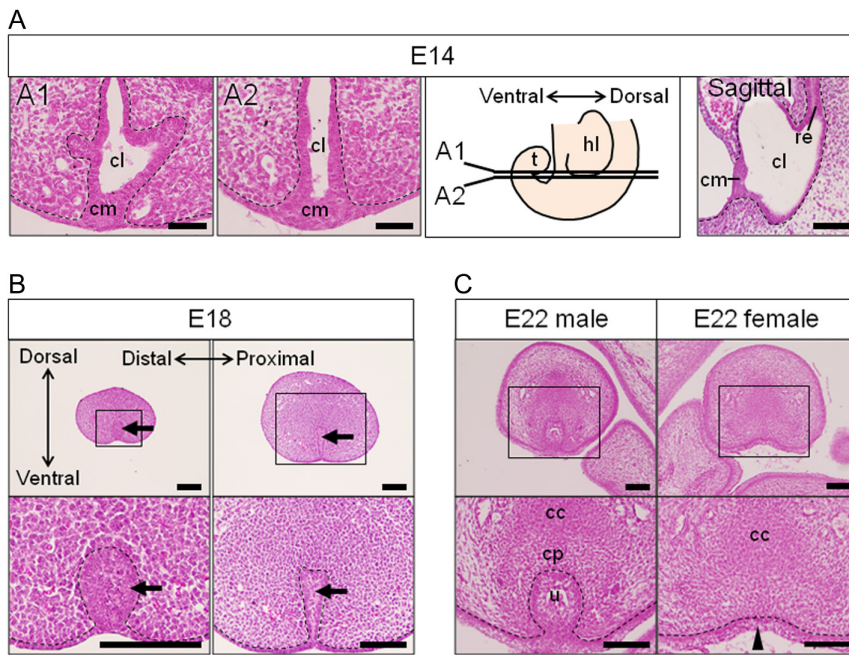 A
E14
A1
cl
cm
A2
cl
cm
Ventral Dorsal
A1
A2
t
hl
Sagittal
re
cl
cm
B
E18
Dorsal
Ventral
Distal Proximal
C
E22 male
E22 female
cc
cp
u
cc